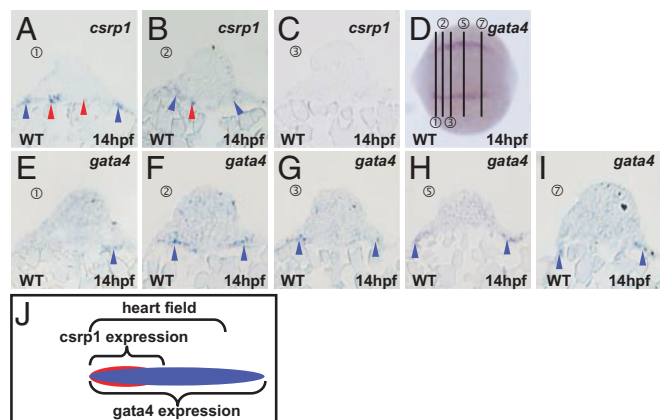 A csrp1
①
WT 14hpf
B csrp1
②
WT 14hpf
C csrp1
③
WT 14hpf
D gata4
② ⑤ ⑦
① ③
WT 14hpf
E gata4
①
WT 14hpf
F gata4
②
WT 14hpf
G gata4
③
WT 14hpf
H gata4
⑤
WT 14hpf
I gata4
⑦
WT 14hpf
J
heart field
csrp1 expression
gata4 expression